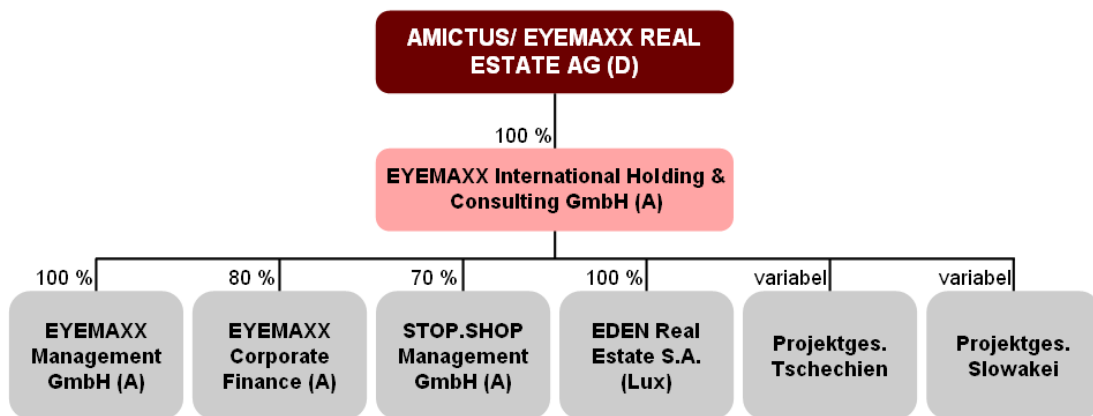 AMICTUS/ EYEMAXX REAL
ESTATE AG (D)
100 %
EYEMAXX International Holding &
Consulting GmbH (A)
100 %
80 %
70 %
100 %
variabel
variabel
EYEMAXX
Management
GmbH (A)
EYEMAXX
Corporate
Finance (A)
STOP.SHOP
Management
GmbH (A)
EDEN Real
Estate S.A.
(Lux)
Projektges.
Tschechien
Projektges.
Slowakei